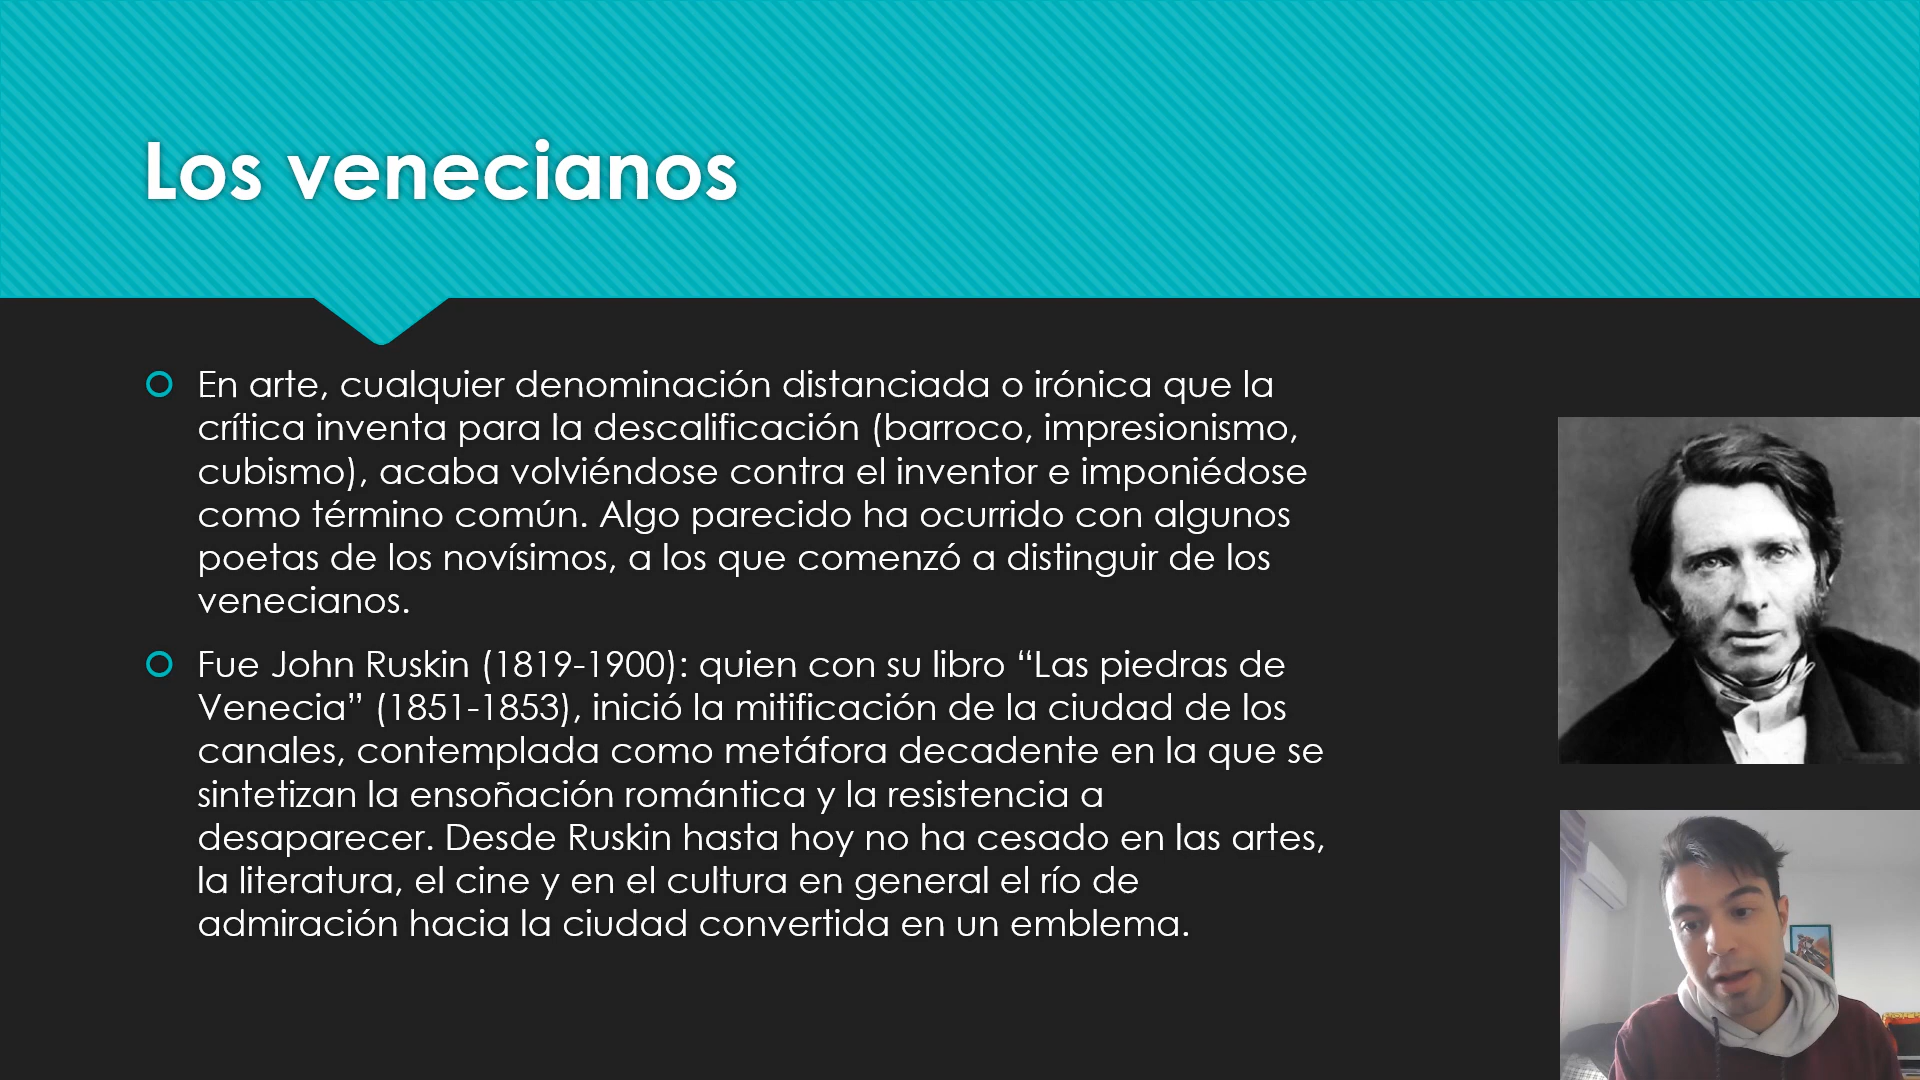 Los venecianos
En arte, cualquier denominación distanciada o irónica que la
crítica inventa para la descalificación (barroco, impresionismo,
cubismo), acaba volviéndose contra el inventor e imponiédose
como término común. Algo parecido ha ocurrido con algunos
poetas de los novísimos, a los que comenzó a distinguir de los
venecianos.
Fue John Ruskin (1819-1900): quien con su libro “Las piedras de
Venecia” (1851-1853), inició la mitificación de la ciudad de los
canales, contemplada como metáfora decadente en la que se
sintetizan la ensoñación romántica y la resistencia a
desaparecer. Desde Ruskin hasta hoy no ha cesado en las artes,
la literatura, el cine y en el cultura en general el río de
admiración hacia la ciudad convertida en un emblema.